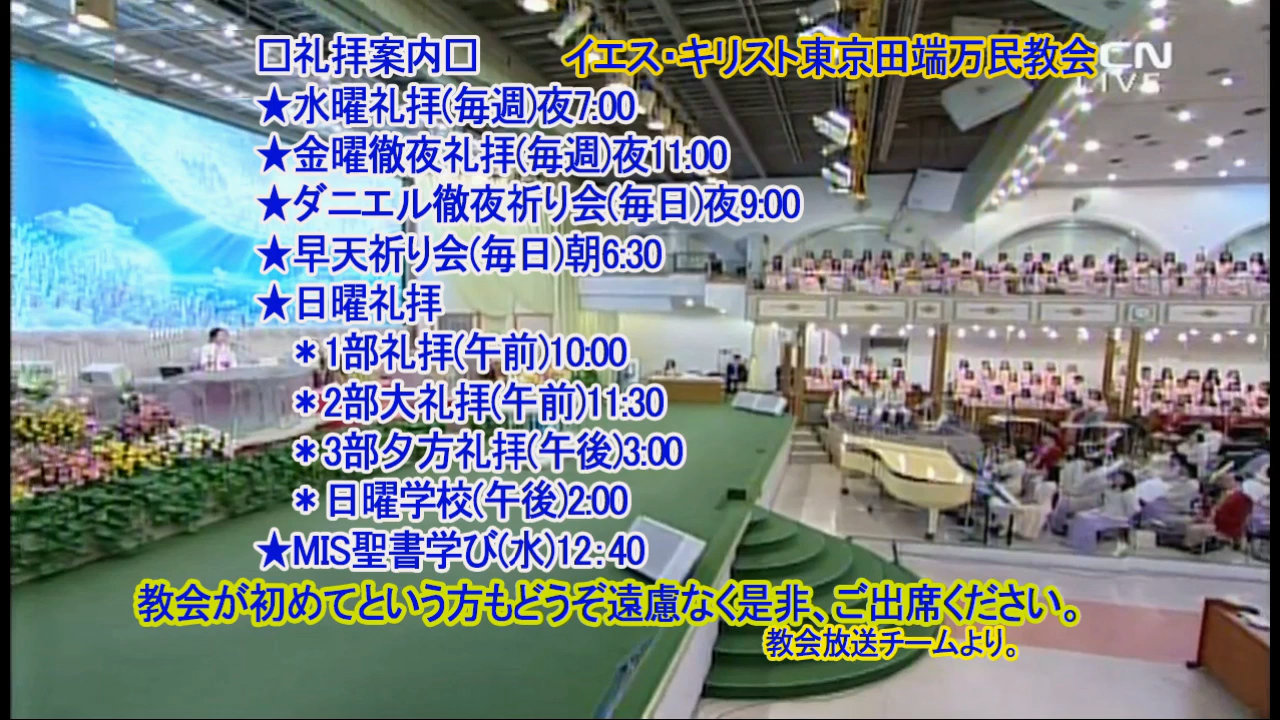 □礼拝案内□ イエス・キリスト東京田端万民教会 CN
LIVE
★水曜礼拝(毎週)夜7:00
★金曜徹夜礼拝(毎週)夜11:00
★ダニエル徹夜祈り会(毎日)夜9:00
★早天祈り会(毎日)朝6:30
★日曜礼拝
＊1部礼拝(午前)10:00
＊2部大礼拝(午前)11:30
＊3部夕方礼拝(午後)3:00
＊日曜学校(午後)2:00
★MIS聖書学び(水)12:40
教会が初めてという方もどうぞ遠慮なく是非、ご出席ください。
教会放送チームより。